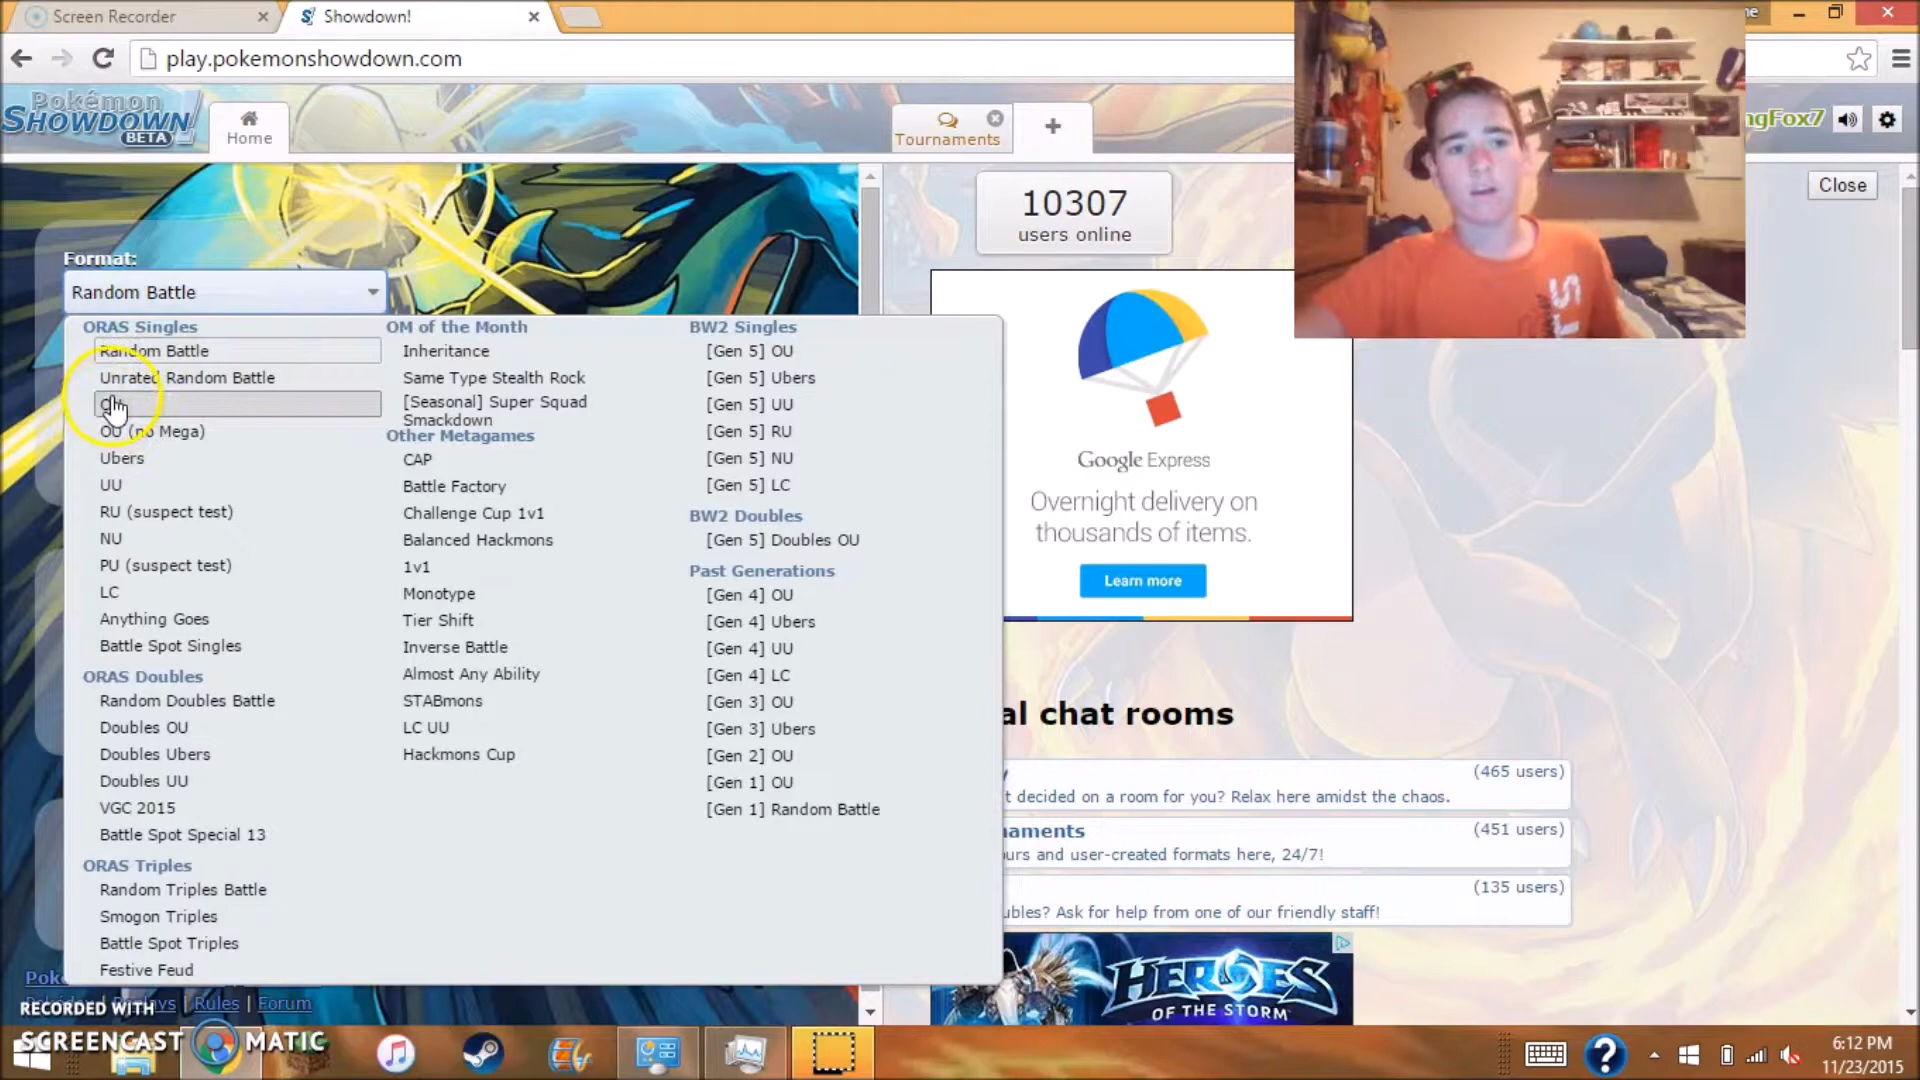 Screen Recorder
Showdown!
play.pokemonshowdown.com
Pokémon
SHOWDOWN
BETA
Home
Tournaments
ngFox7
10307
users online
Close
Format:
Random Battle
ORAS Singles
Random Battle
Unrated Random Battle
OU (no Mega)
Ubers
UU
RU (suspect test)
NU
PU (suspect test)
LC
Anything Goes
Battle Spot Singles
ORAS Doubles
Random Doubles Battle
Doubles OU
Doubles Ubers
Doubles UU
VGC 2015
Battle Spot Special 13
ORAS Triples
Random Triples Battle
Smogon Triples
Battle Spot Triples
Festive Feud
OM of the Month
Inheritance
Same Type Stealth Rock
[Seasonal] Super Squad
Smackdown
Other Metagames
CAP
Battle Factory
Challenge Cup 1v1
Balanced Hackmons
1v1
Monotype
Tier Shift
Inverse Battle
Almost Any Ability
STABmons
LC UU
Hackmons Cup
BW2 Singles
[Gen 5] OU
[Gen 5] Ubers
[Gen 5] UU
[Gen 5] RU
[Gen 5] NU
[Gen 5] LC
BW2 Doubles
[Gen 5] Doubles OU
Past Generations
[Gen 4] OU
[Gen 4] Ubers
[Gen 4] UU
[Gen 4] LC
[Gen 3] OU
[Gen 3] Ubers
[Gen 2] OU
[Gen 1] OU
[Gen 1] Random Battle
Google Express
Overnight delivery on
thousands of items.
Learn more
al chat rooms
(465 users)
t decided on a room for you? Relax here amidst the chaos.
naments
(451 users)
ours and user-created formats here, 24/7!
(135 users)
ubles? Ask for help from one of our friendly staff!
HEROES
OF THE STORM
Poké
| Rules | Forum
RECORDED WITH
SCREENCAST MATIC
6:12 PM
11/23/2015